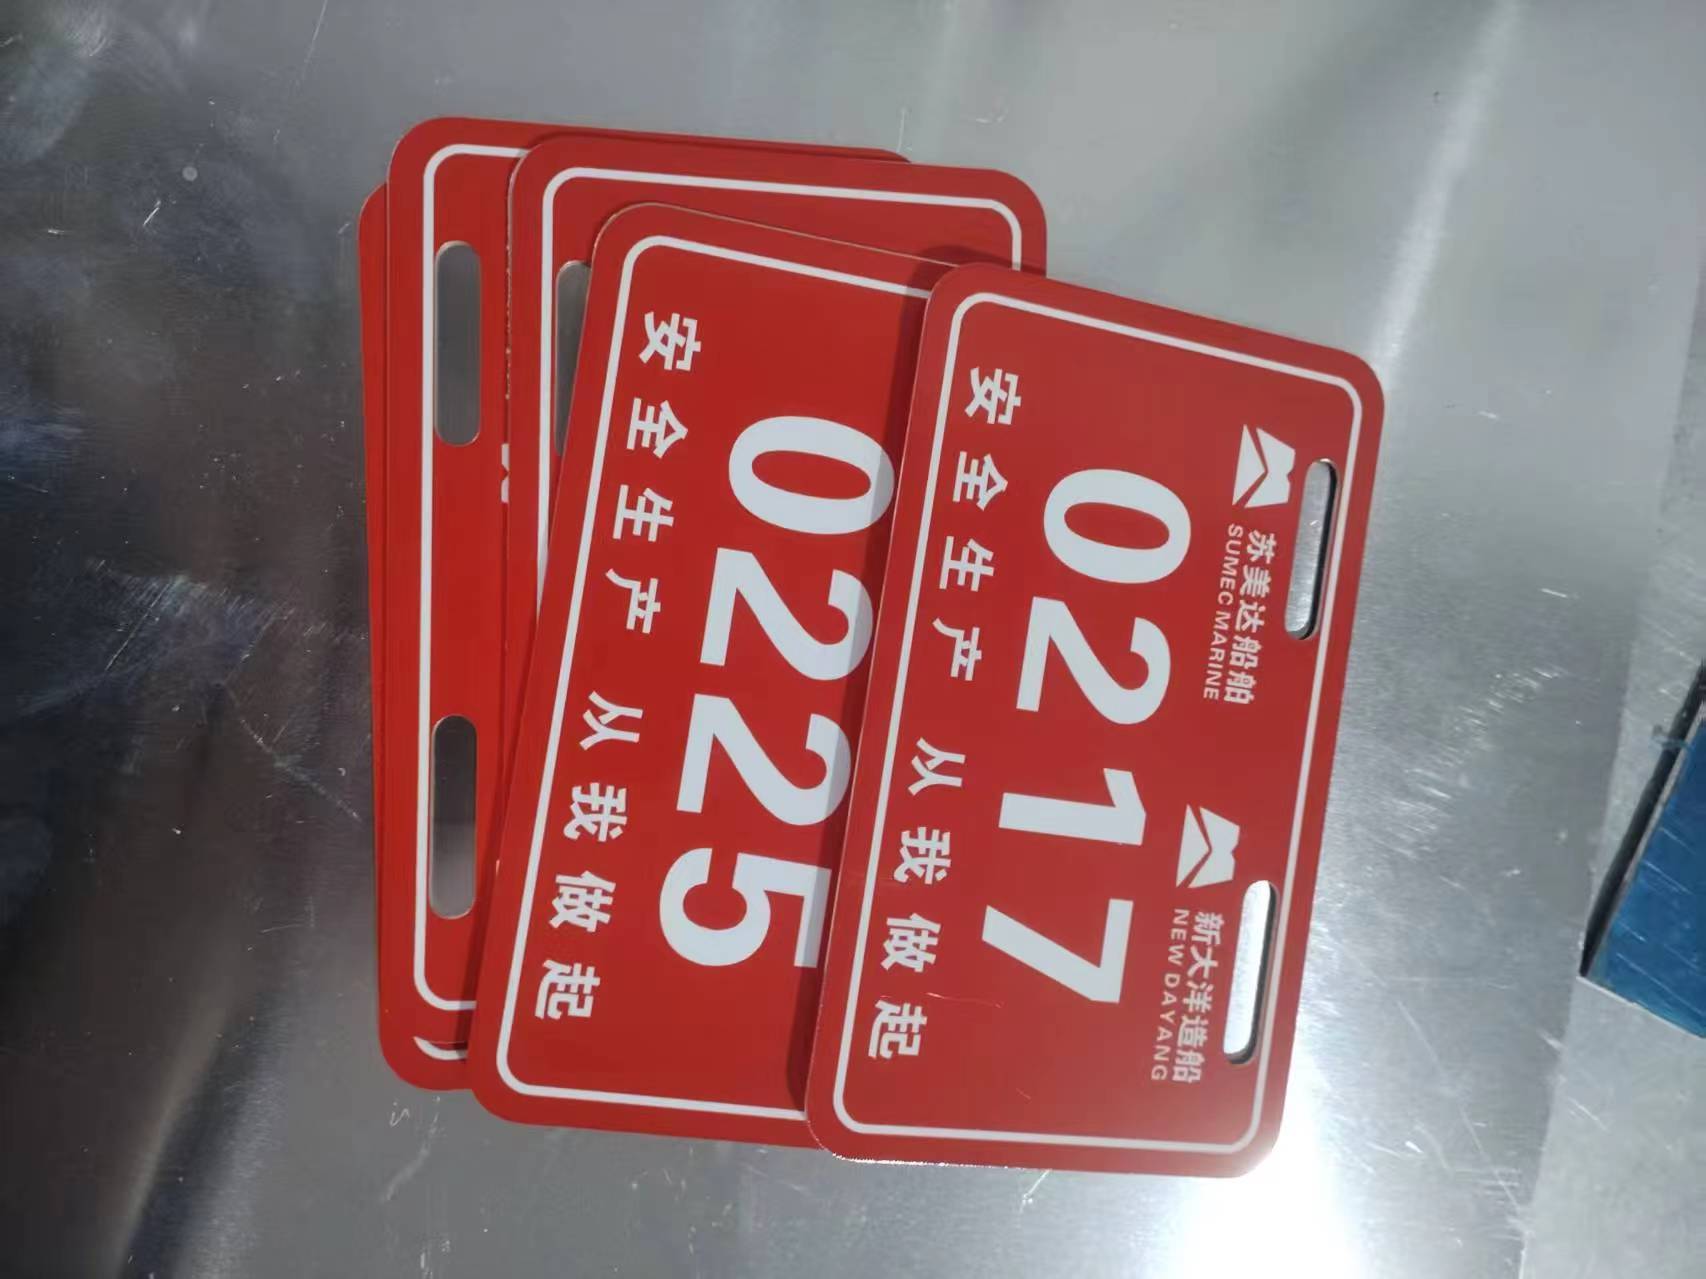 苏美达船舶
SUMEC MARINE
新大洋造船
NEW DAYANG
0217
安全生产 从我做起
0225
安全生产 从我做起